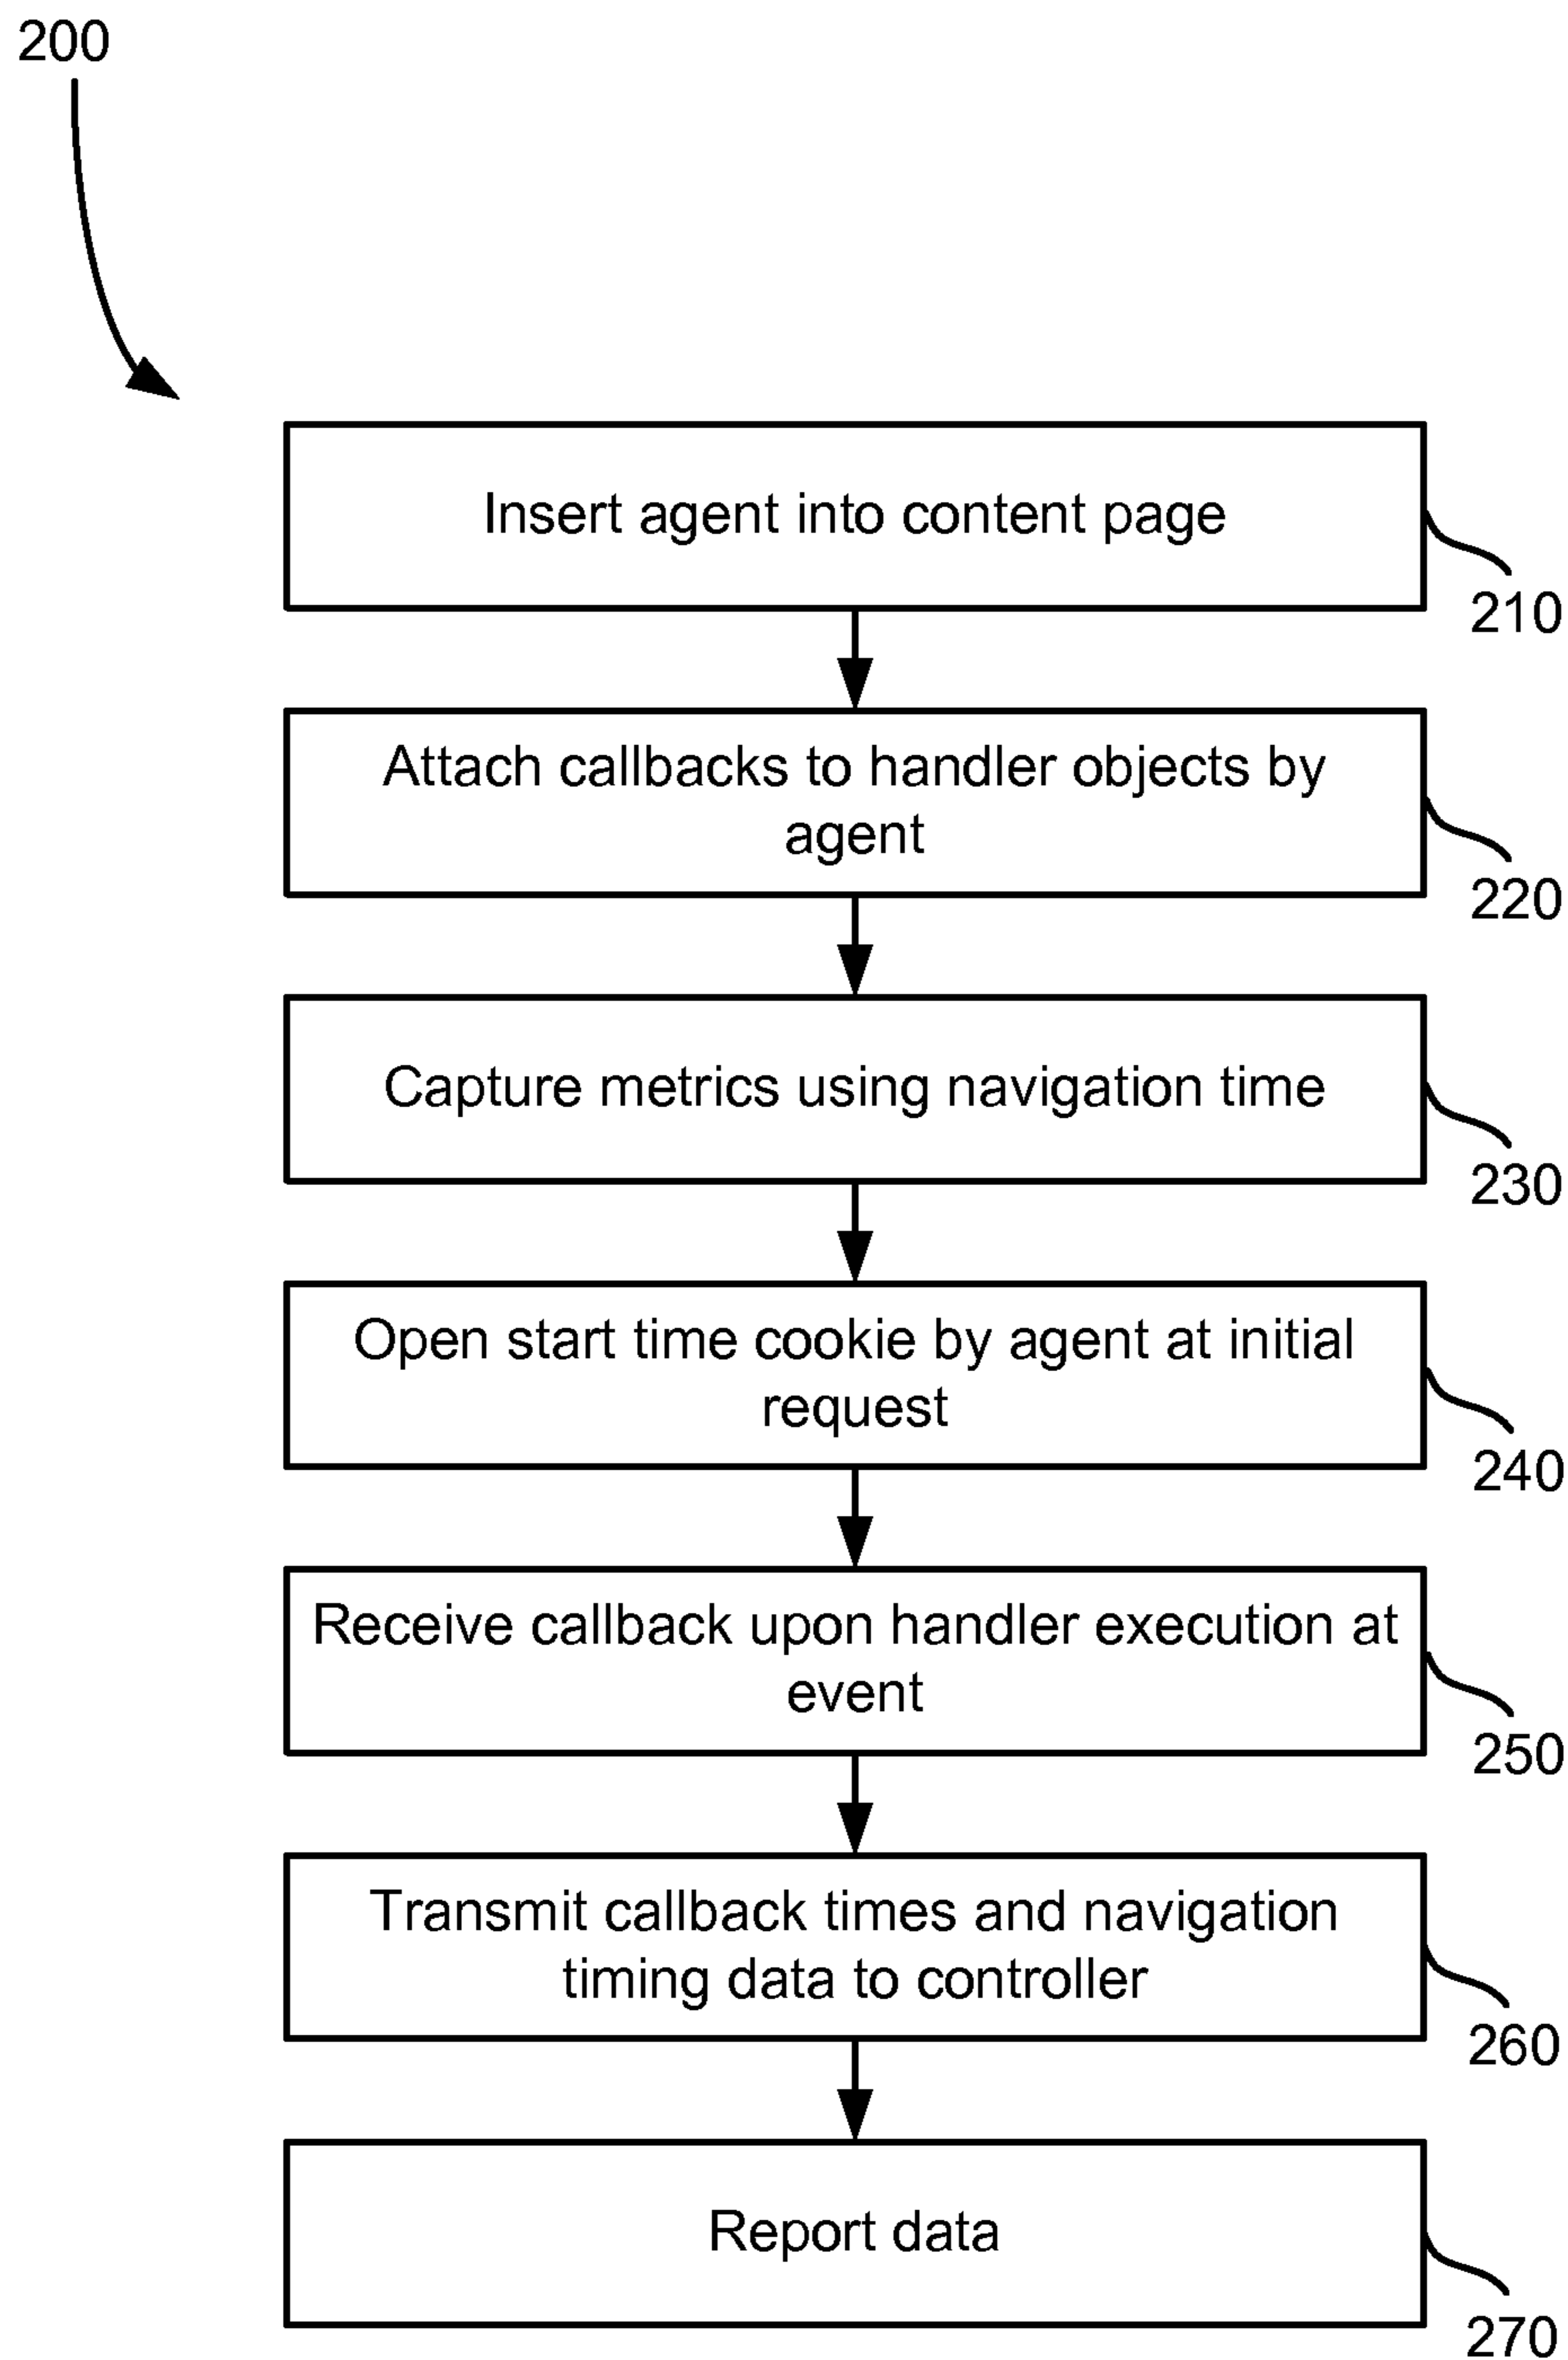 200
Insert agent into content page
210
Attach callbacks to handler objects by
agent
220
Capture metrics using navigation time
230
Open start time cookie by agent at initial
request
240
Receive callback upon handler execution at
event
250
Transmit callback times and navigation
timing data to controller
260
Report data
270